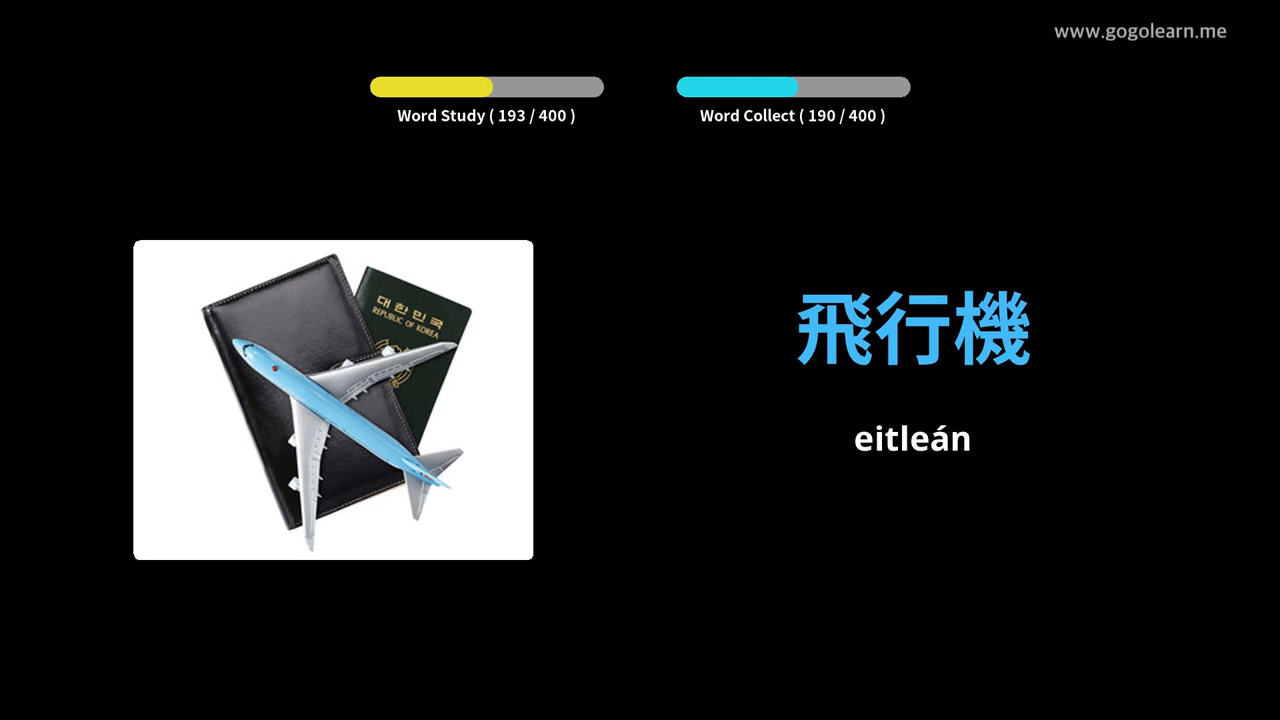 www.gogolearn.me
Word Study ( 193 / 400 )
Word Collect ( 190 / 400 )
대한민국
REPUBLIC OF KOREA
飛行機
eitleán